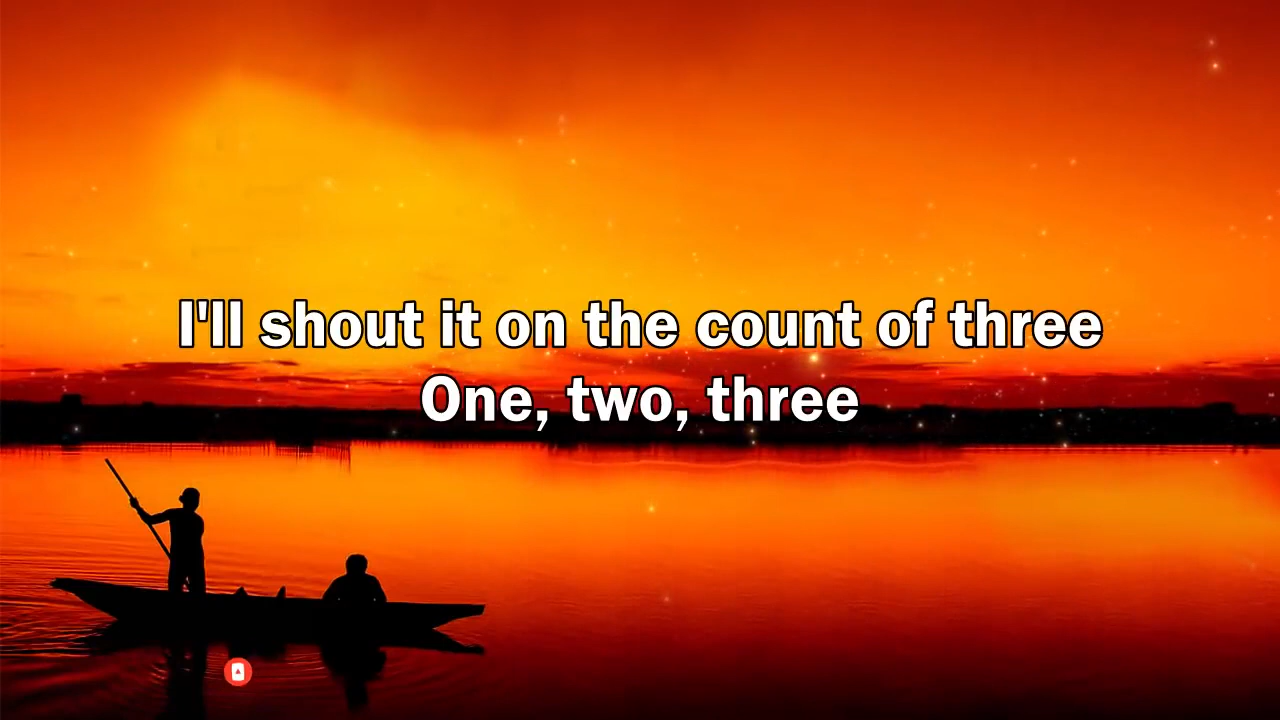 I'll shout it on the count of three
One, two, three